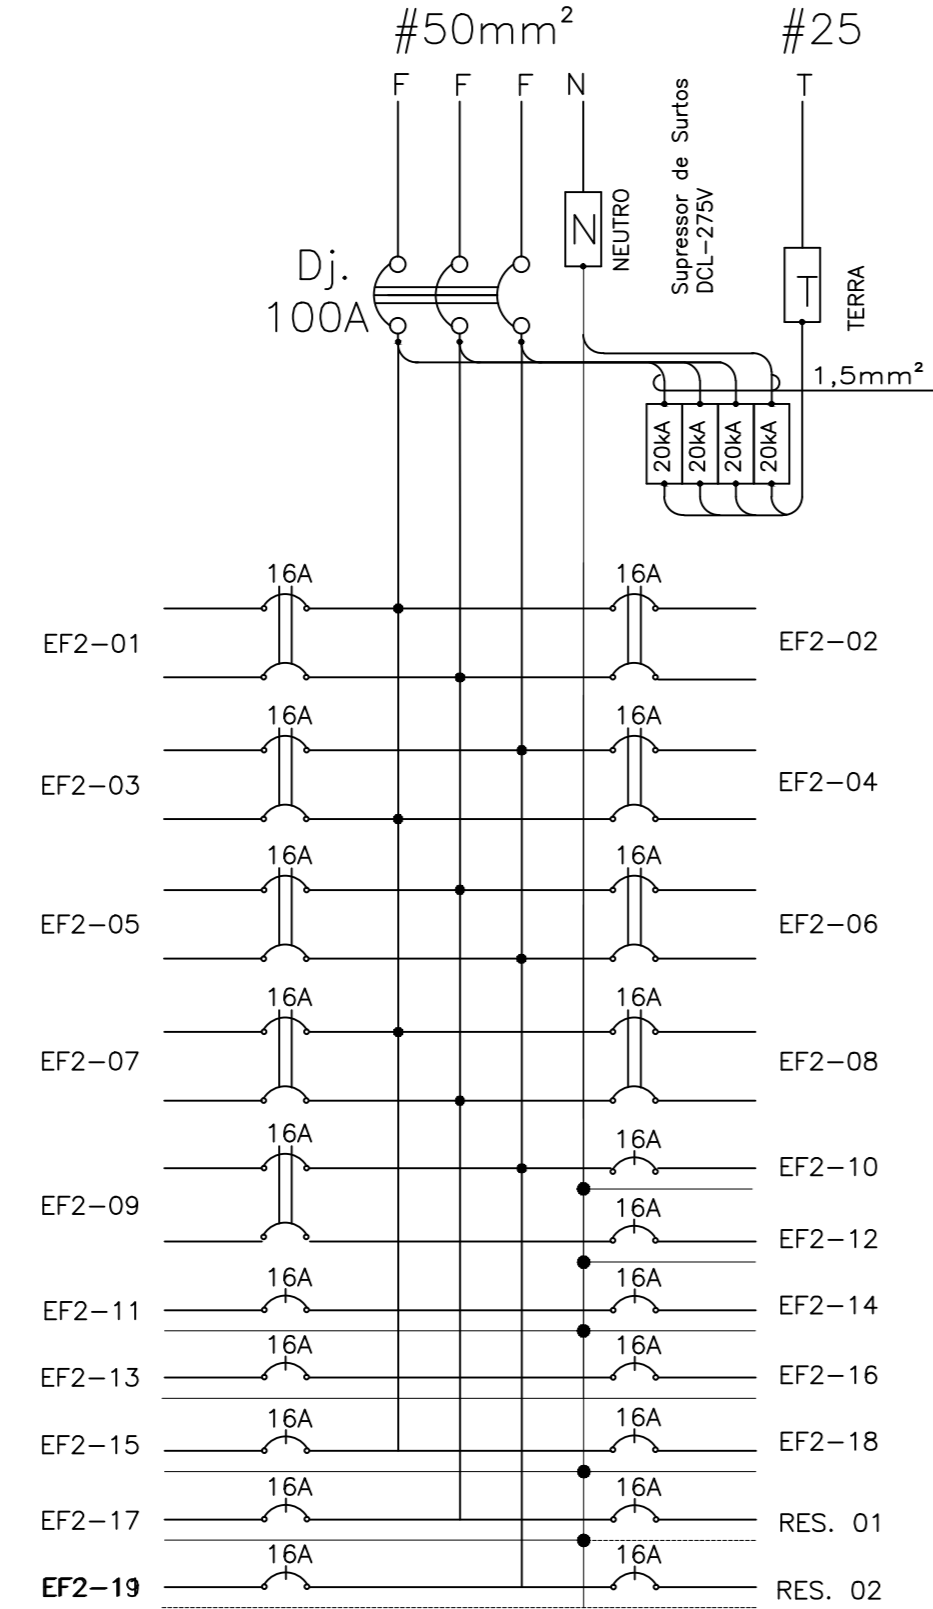 #50mm²
#25
F F F N T
Supressor de Surtos
DCL-275V
N
NEUTRO
T
TERRA
Dj.
100A
1,5mm²
20kA 20kA 20kA 20kA
16A 16A
EF2-01 EF2-02
16A 16A
EF2-03 EF2-04
16A 16A
EF2-05 EF2-06
16A 16A
EF2-07 EF2-08
16A 16A
EF2-10
EF2-09
16A
EF2-12
16A 16A
EF2-11 EF2-14
16A 16A
EF2-13 EF2-16
16A 16A
EF2-15 EF2-18
16A 16A
EF2-17 RES. 01
16A 16A
RES. 02